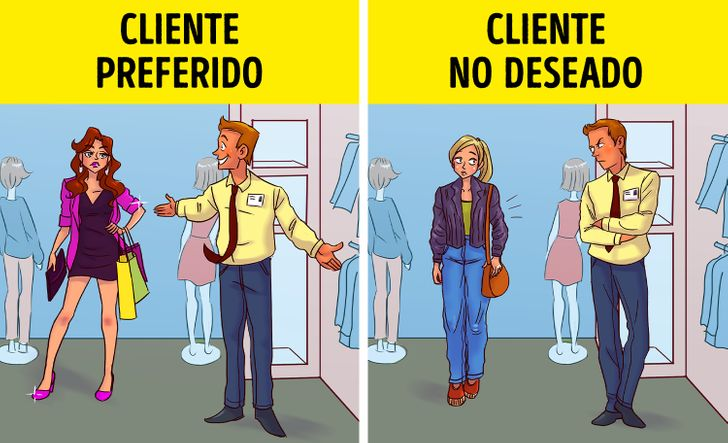 CLIENTE
PREFERIDO
CLIENTE
NO DESEADO